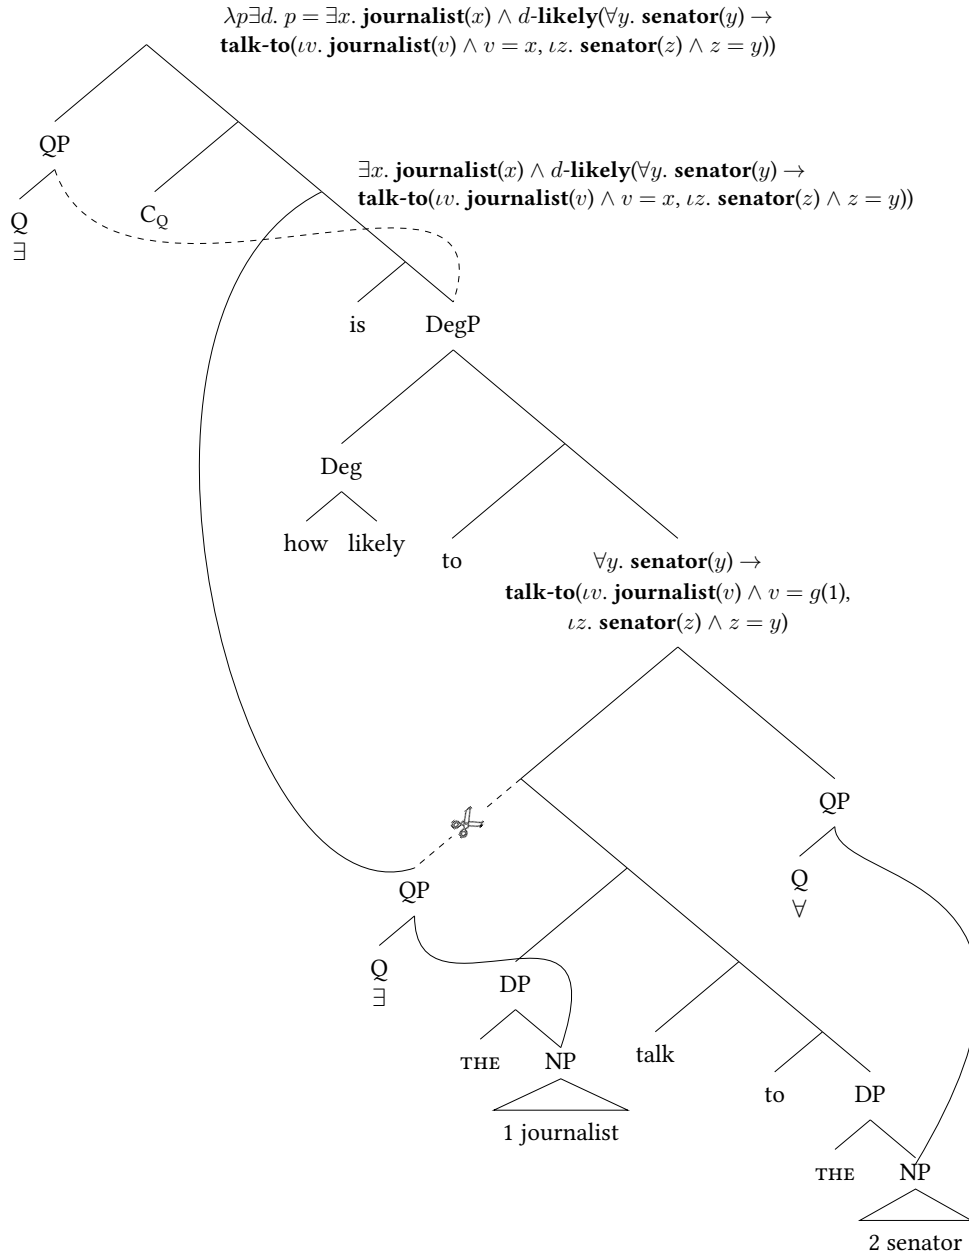 λp∃d. p = ∃x. journalist(x) ∧ d-likely(∀y. senator(y) →
talk-to(ιv. journalist(v) ∧ v = x, ιz. senator(z) ∧ z = y))
QP
∃x. journalist(x) ∧ d-likely(∀y. senator(y) →
talk-to(ιv. journalist(v) ∧ v = x, ιz. senator(z) ∧ z = y))
Q
∃
C_Q
is
DegP
Deg
how
likely
to
∀y. senator(y) →
talk-to(ιv. journalist(v) ∧ v = g(1),
ιz. senator(z) ∧ z = y)
QP
Q
∀
QP
Q
∃
DP
THE
NP
1 journalist
talk
to
DP
THE
NP
2 senator